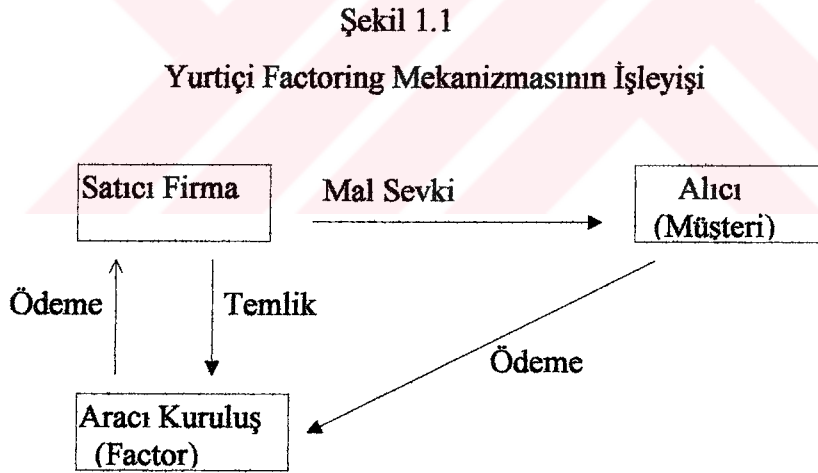 Şekil 1.1
Yurtiçi Factoring Mekanizmasının İşleyişi
Satıcı Firma
Mal Sevki
Alıcı
(Müşteri)
Ödeme
Temlik
Ödeme
Aracı Kuruluş
(Factor)